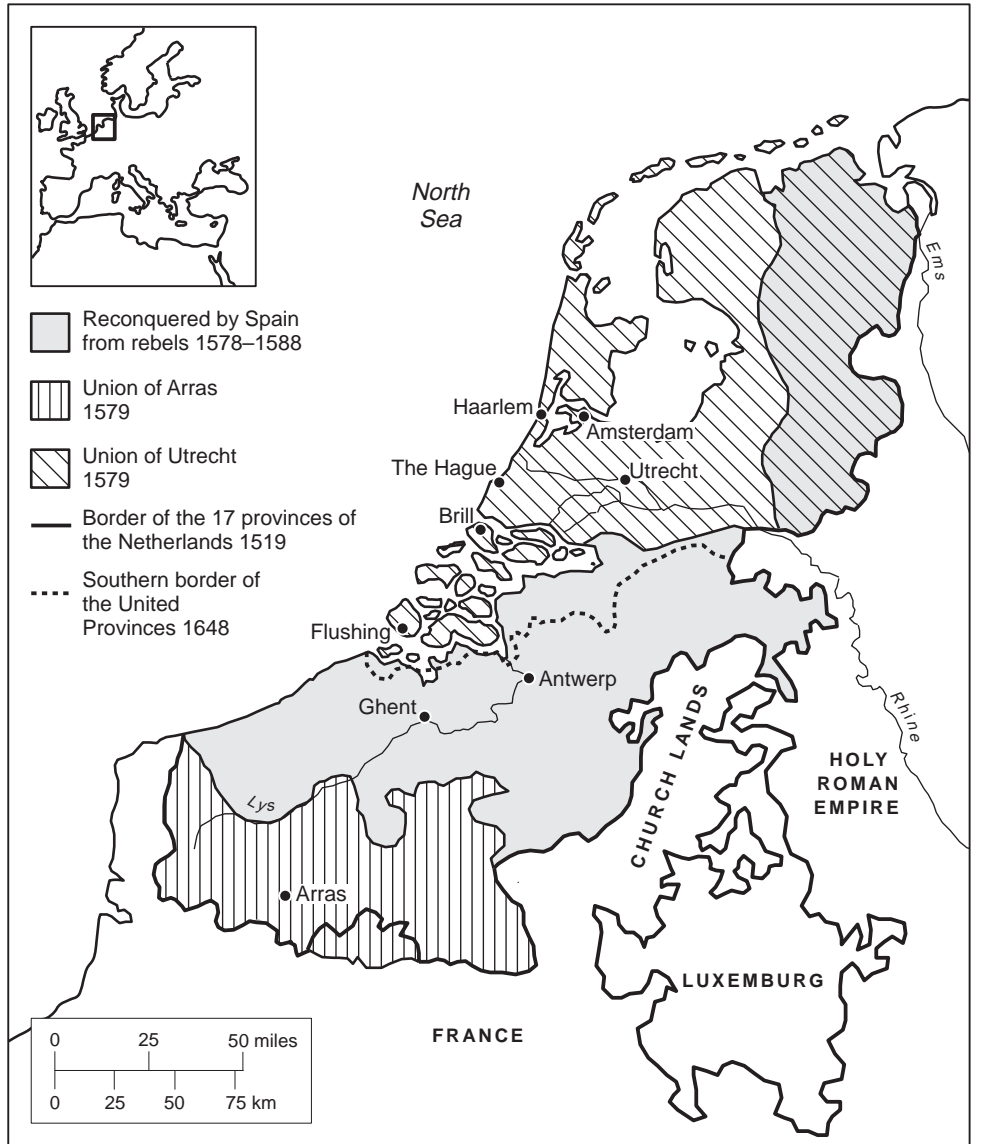 North
Sea
Ems
Reconquered by Spain
from rebels 1578–1588
Union of Arras
1579
Union of Utrecht
1579
Border of the 17 provinces of
the Netherlands 1519
Southern border of
the United
Provinces 1648
Haarlem
Amsterdam
The Hague
Utrecht
Brill
Flushing
Antwerp
Ghent
Rhine
CHURCH LANDS
HOLY
ROMAN
EMPIRE
Lys
Arras
LUXEMBURG
FRANCE
0 25 50 miles
0 25 50 75 km